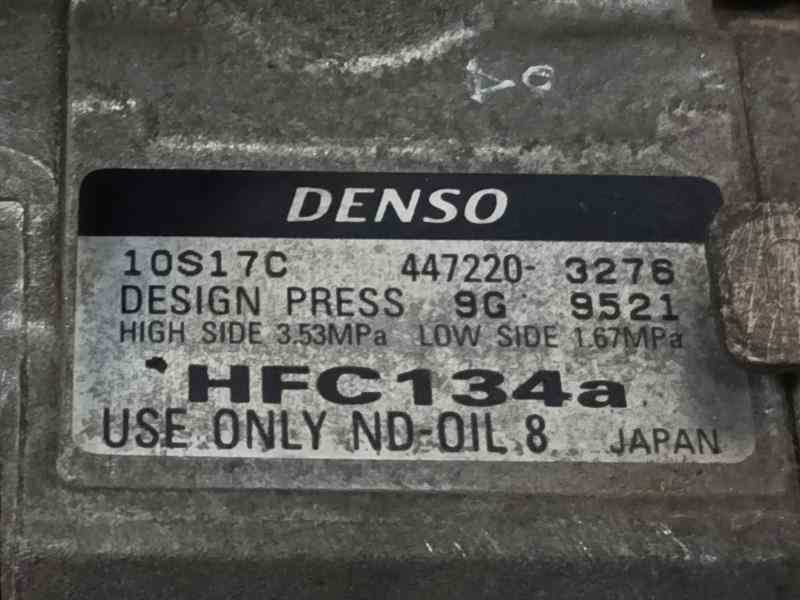 DENSO
10S17C 447220- 3276
DESIGN PRESS 9G 9521
HIGH SIDE 3.53MPa LOW SIDE 1.67MPa
HFC134a
USE ONLY ND-OIL 8 JAPAN